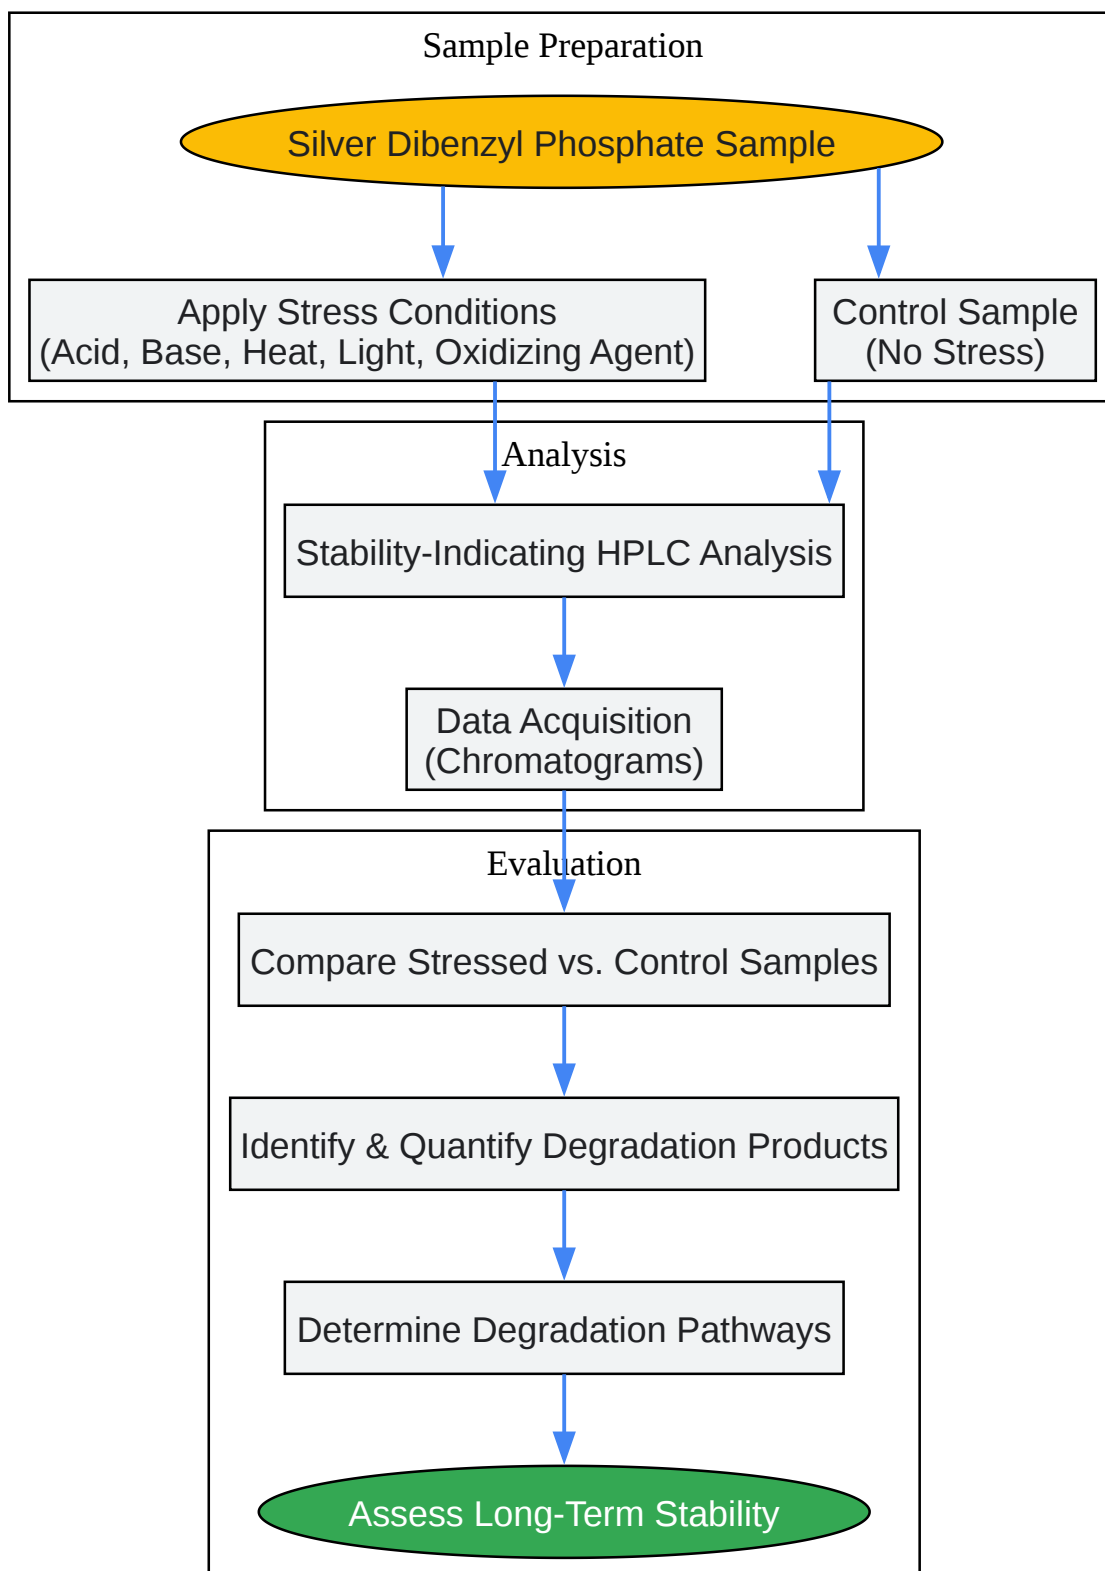 Sample Preparation
Silver Dibenzyl Phosphate Sample
Apply Stress Conditions
(Acid, Base, Heat, Light, Oxidizing Agent)
Control Sample
(No Stress)
Analysis
Stability-Indicating HPLC Analysis
Data Acquisition
(Chromatograms)
Evaluation
Compare Stressed vs. Control Samples
Identify & Quantify Degradation Products
Determine Degradation Pathways
Assess Long-Term Stability